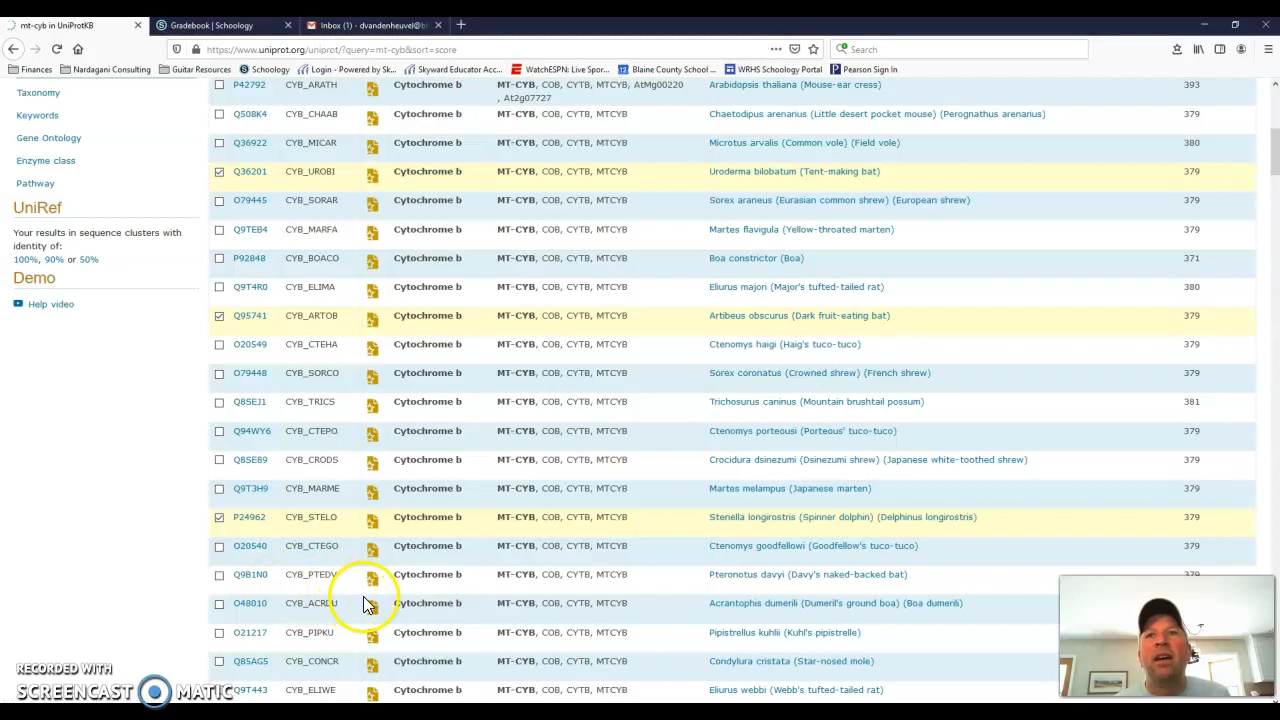 mt-cyb in UniProtKB
Gradebook | Schoology
Inbox (1) - dvandenheuvel@bl
https://www.uniprot.org/uniprot/?query=mt-cyb&sort=score
Search
Finances
Nardagani Consulting
Guitar Resources
Schoology
Login - Powered by Sk...
Skyward Educator Acc...
WatchESPN: Live Spor...
Blaine County School ...
WRHS Schoology Portal
Pearson Sign In
Taxonomy
Keywords
Gene Ontology
Enzyme class
Pathway
UniRef
Your results in sequence clusters with
identity of:
100%, 90% or 50%
Demo
Help video
P42792 CYB_ARATH Cytochrome b MT-CYB, COB, CYTB, MTCYB, AtMg00220 Arabidopsis thaliana (Mouse-ear cress) 393
, At2g07727
Q508K4 CYB_CHAAB Cytochrome b MT-CYB, COB, CYTB, MTCYB Chaetodipus arenarius (Little desert pocket mouse) (Perognathus arenarius) 379
Q36922 CYB_MICAR Cytochrome b MT-CYB, COB, CYTB, MTCYB Microtus arvalis (Common vole) (Field vole) 380
Q36201 CYB_UROBI Cytochrome b MT-CYB, COB, CYTB, MTCYB Uroderma bilobatum (Tent-making bat) 379
O79445 CYB_SORAR Cytochrome b MT-CYB, COB, CYTB, MTCYB Sorex araneus (Eurasian common shrew) (European shrew) 379
Q9TEB4 CYB_MARFA Cytochrome b MT-CYB, COB, CYTB, MTCYB Martes flavigula (Yellow-throated marten) 379
P92848 CYB_BOACO Cytochrome b MT-CYB, COB, CYTB, MTCYB Boa constrictor (Boa) 371
Q9T4R0 CYB_ELIMA Cytochrome b MT-CYB, COB, CYTB, MTCYB Eliurus majori (Major's tufted-tailed rat) 380
Q95741 CYB_ARTOB Cytochrome b MT-CYB, COB, CYTB, MTCYB Artibeus obscurus (Dark fruit-eating bat) 379
O20549 CYB_CTEHA Cytochrome b MT-CYB, COB, CYTB, MTCYB Ctenomys haigi (Haig's tuco-tuco) 379
O79448 CYB_SORCO Cytochrome b MT-CYB, COB, CYTB, MTCYB Sorex coronatus (Crowned shrew) (French shrew) 379
Q8SEJ1 CYB_TRICS Cytochrome b MT-CYB, COB, CYTB, MTCYB Trichosurus caninus (Mountain brushtail possum) 381
Q94WY6 CYB_CTEPO Cytochrome b MT-CYB, COB, CYTB, MTCYB Ctenomys porteousi (Porteous' tuco-tuco) 379
Q8SE89 CYB_CRODS Cytochrome b MT-CYB, COB, CYTB, MTCYB Crocidura dsinezumi (Dsinezumi shrew) (Japanese white-toothed shrew) 379
Q9T3H9 CYB_MARME Cytochrome b MT-CYB, COB, CYTB, MTCYB Martes melampus (Japanese marten) 379
P24962 CYB_STELO Cytochrome b MT-CYB, COB, CYTB, MTCYB Stenella longirostris (Spinner dolphin) (Delphinus longirostris) 379
O20540 CYB_CTEGO Cytochrome b MT-CYB, COB, CYTB, MTCYB Ctenomys goodfellowi (Goodfellow's tuco-tuco) 379
Q9B1N0 CYB_PTEDV Cytochrome b MT-CYB, COB, CYTB, MTCYB Pteronotus davyi (Davy's naked-backed bat) 379
O48010 CYB_ACRDU Cytochrome b MT-CYB, COB, CYTB, MTCYB Acrantophis dumerili (Dumeril's ground boa) (Boa dumerili)
O21217 CYB_PIPKU Cytochrome b MT-CYB, COB, CYTB, MTCYB Pipistrellus kuhlii (Kuhl's pipistrelle)
Q85AG5 CYB_CONCR Cytochrome b MT-CYB, COB, CYTB, MTCYB Condylura cristata (Star-nosed mole)
Q9T443 CYB_ELIWE Cytochrome b MT-CYB, COB, CYTB, MTCYB Eliurus webbi (Webb's tufted-tailed rat)
RECORDED WITH
SCREENCAST MATIC